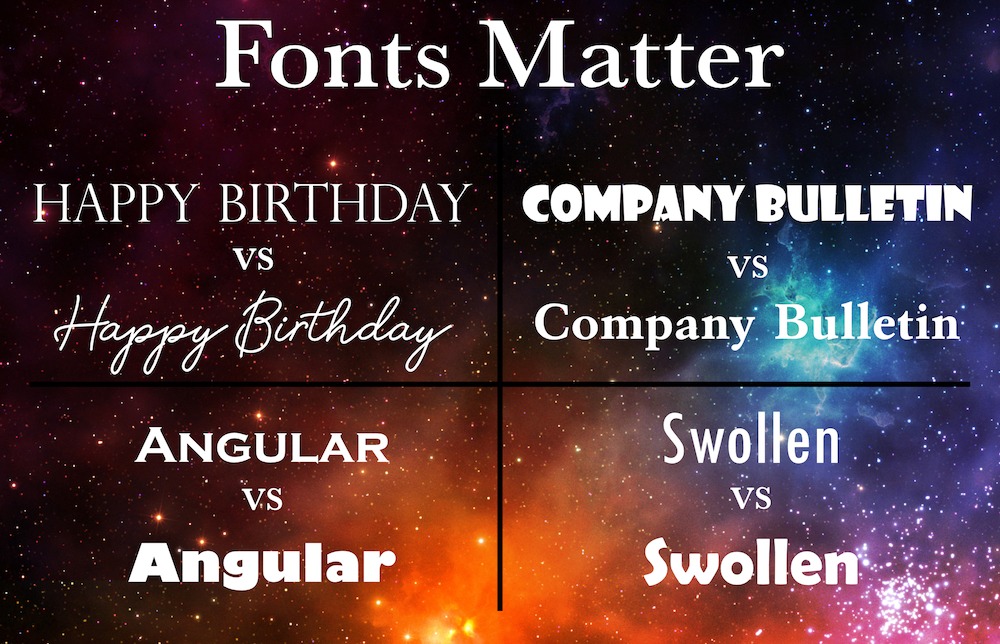 Fonts Matter
HAPPY BIRTHDAY
vs
Happy Birthday
COMPANY BULLETIN
vs
Company Bulletin
ANGULAR
vs
Angular
Swollen
vs
Swollen